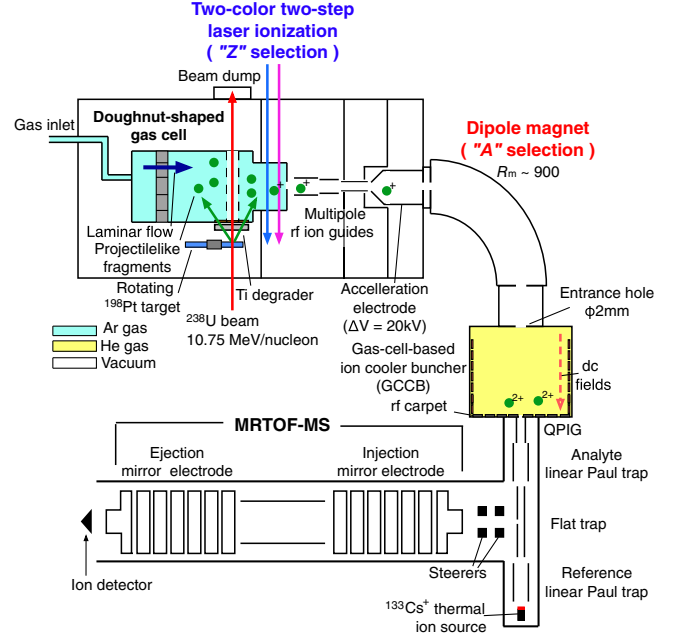 Two-color two-step
laser ionization
( "Z" selection)
Beam dump
Gas inlet
Doughnut-shaped
gas cell
Dipole magnet
( "A" selection )
Rm ~ 900
+
+
+
Laminar flow
Projectilelike
fragments
Multipole
rf ion guides
Rotating
198Pt target
Ti degrader
238U beam
10.75 MeV/nucleon
Accelleration
electrode
(ΔV = 20kV)
Entrance hole
φ2mm
Ar gas
He gas
Vacuum
Gas-cell-based
ion cooler buncher
(GCCB)
dc
fields
2+
2+
rf carpet
QPIG
MRTOF-MS
Ejection
mirror electrode
Injection
mirror electrode
Analyte
linear Paul trap
Flat trap
Steerers
Ion detector
Reference
linear Paul trap
133Cs+ thermal
ion source